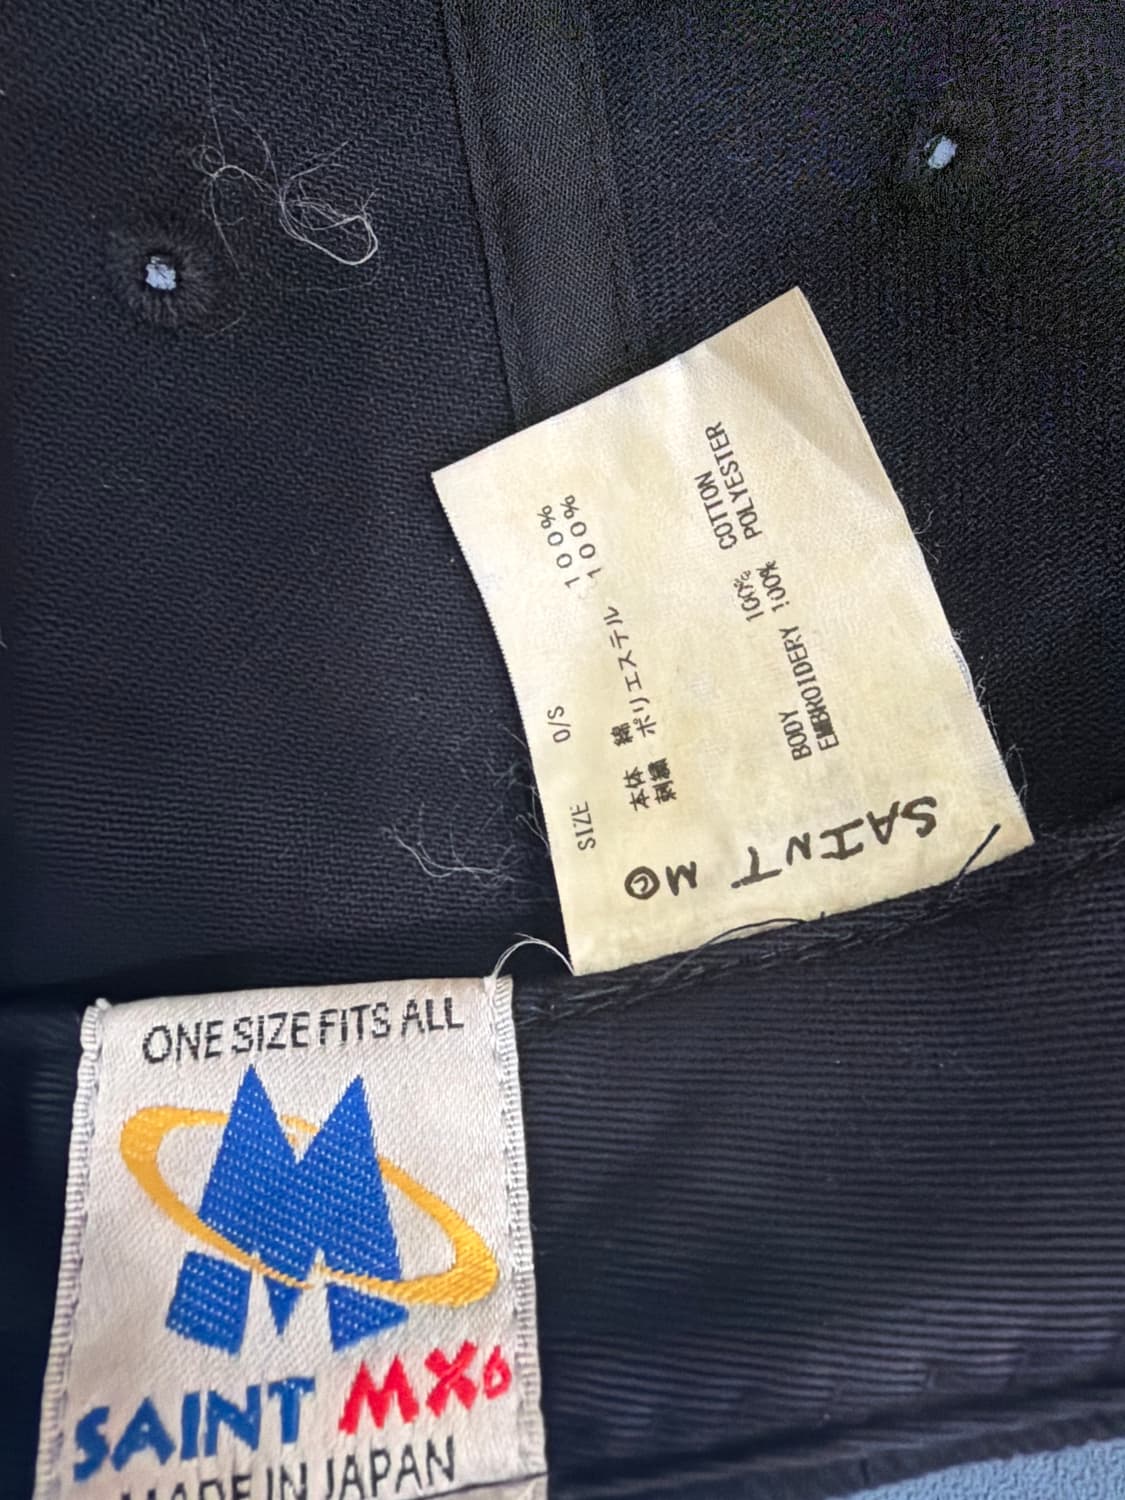 SIZE O/S
本体 綿 100%
刺繍 ポリエステル 100%
BODY 100% COTTON
EMBROIDERY 100% POLYESTER
SAINT M©
ONE SIZE FITS ALL
M
SAINT MX6
MADE IN JAPAN